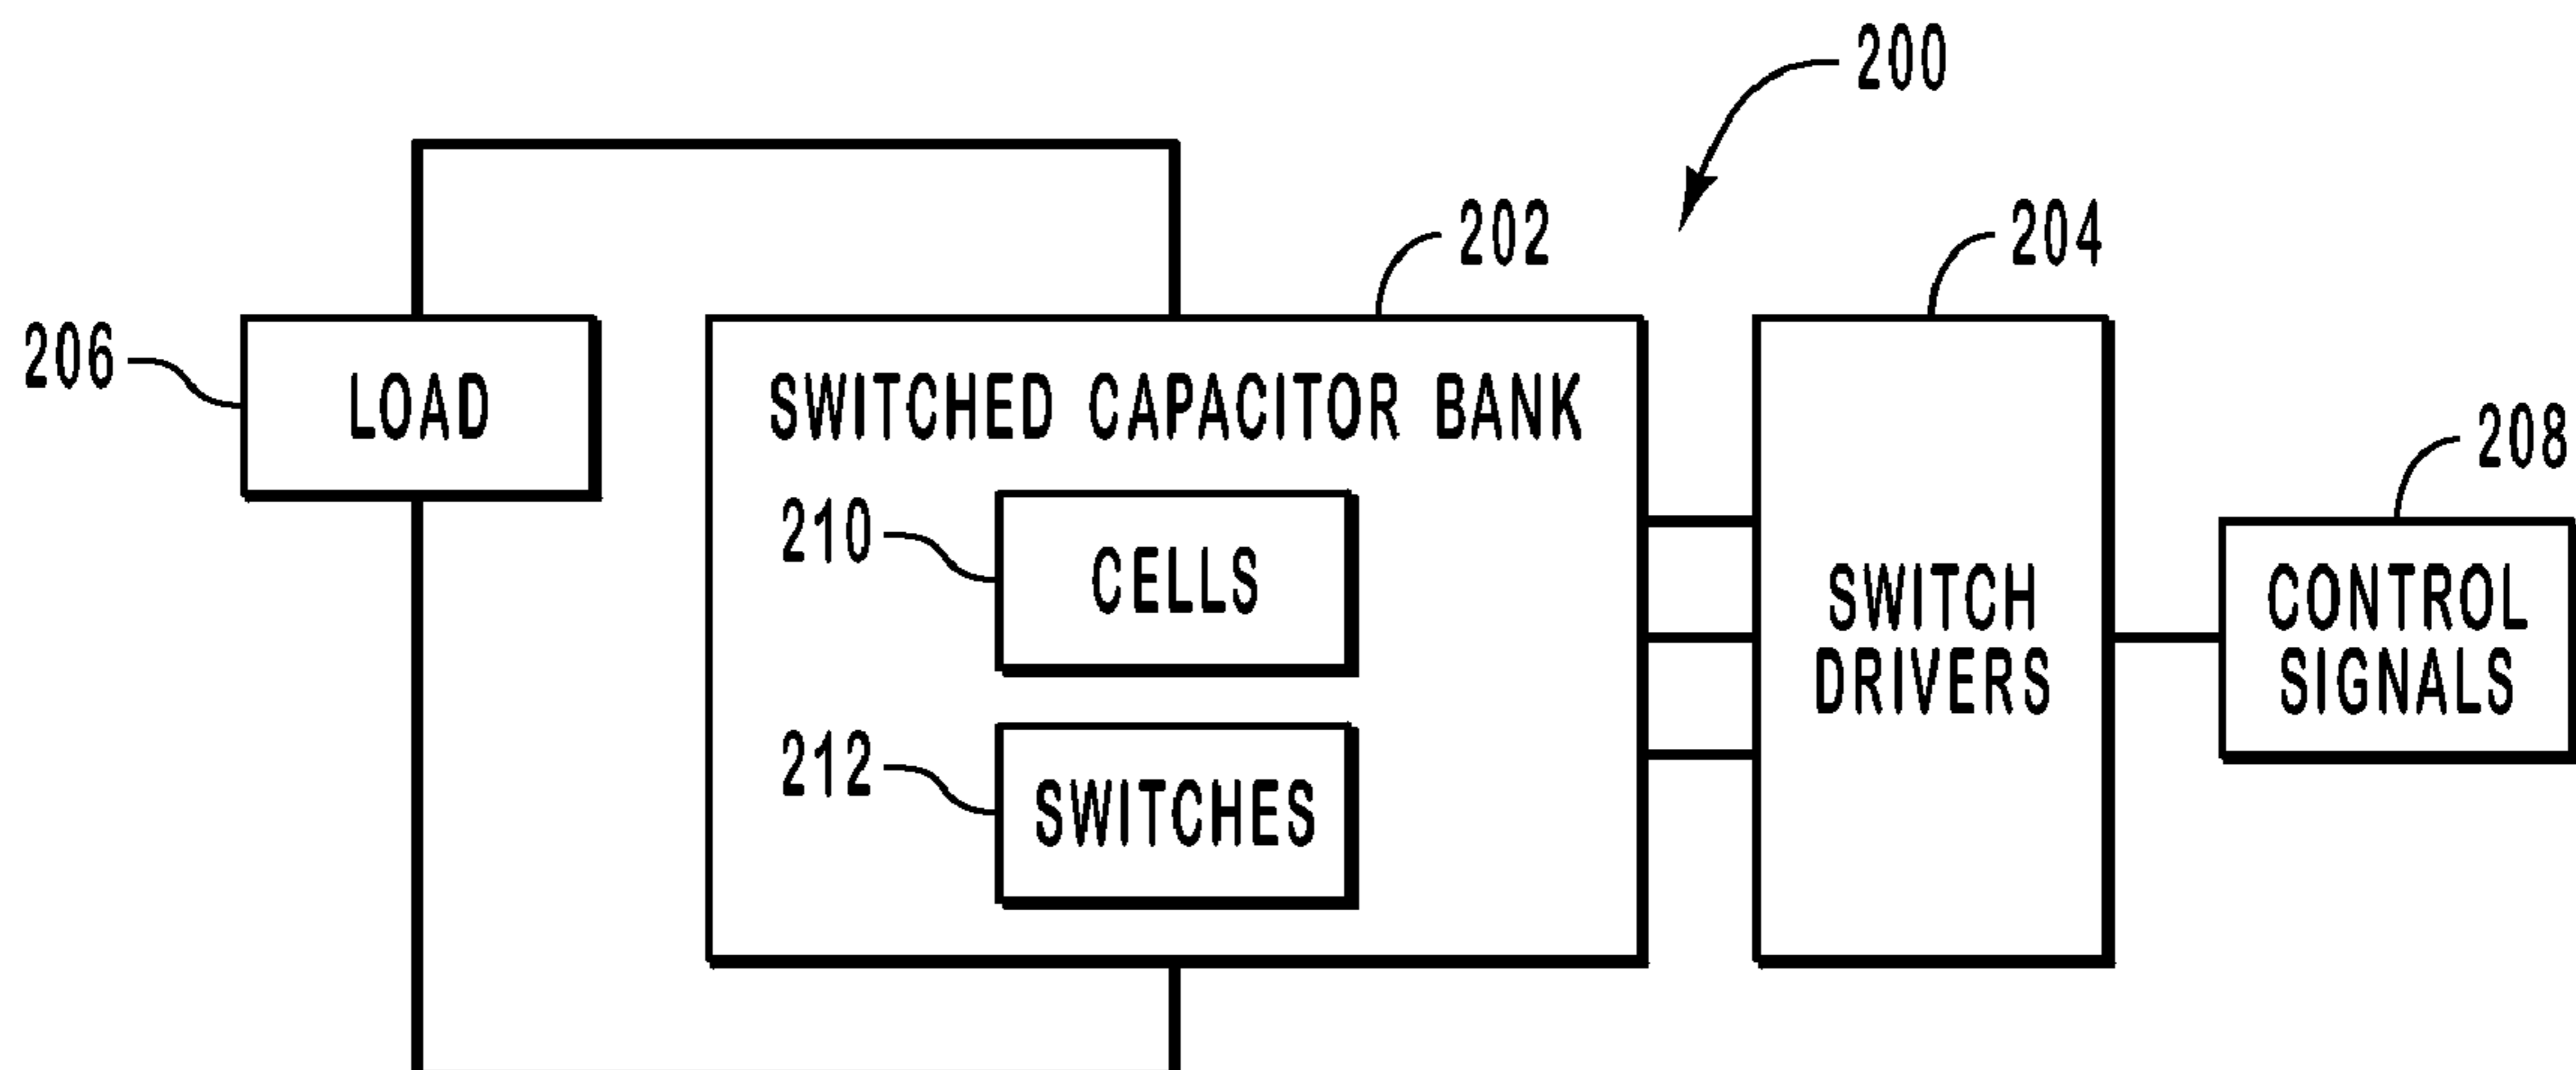 200
202
204
206
LOAD
SWITCHED CAPACITOR BANK
208
210
CELLS
SWITCH
DRIVERS
CONTROL
SIGNALS
212
SWITCHES